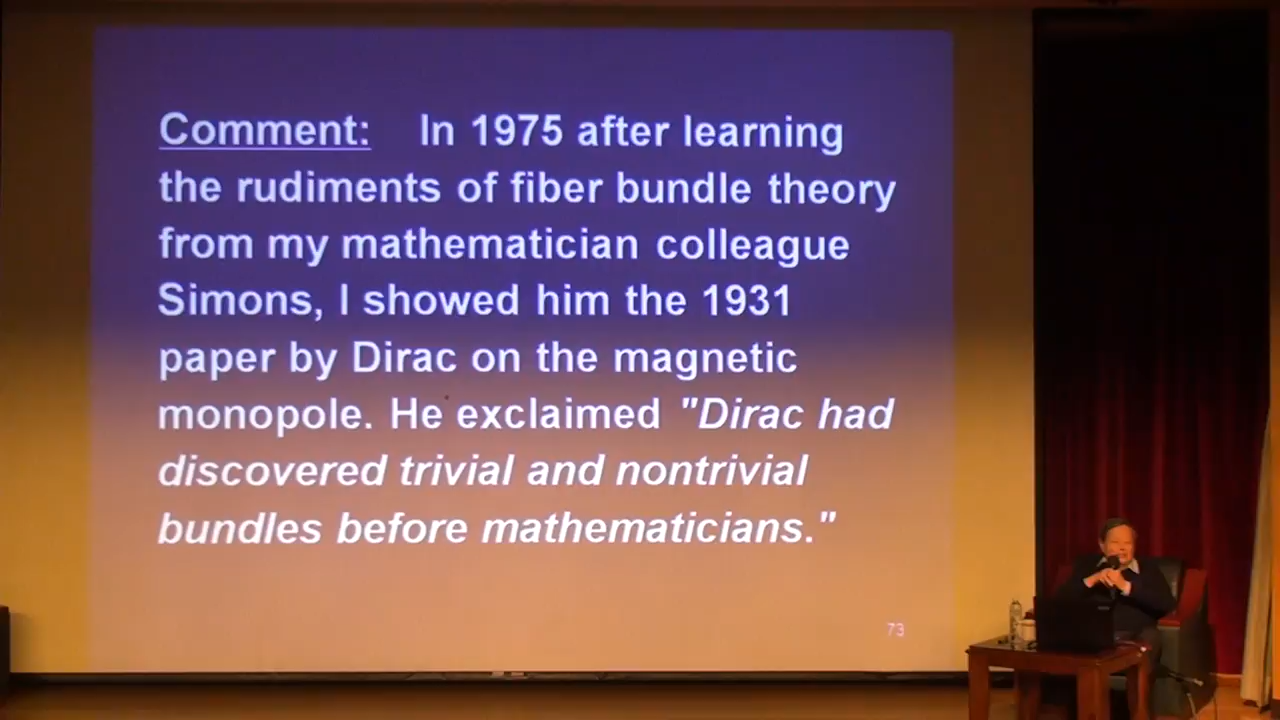 Comment: In 1975 after learning
the rudiments of fiber bundle theory
from my mathematician colleague
Simons, I showed him the 1931
paper by Dirac on the magnetic
monopole. He exclaimed "Dirac had
discovered trivial and nontrivial
bundles before mathematicians."
73